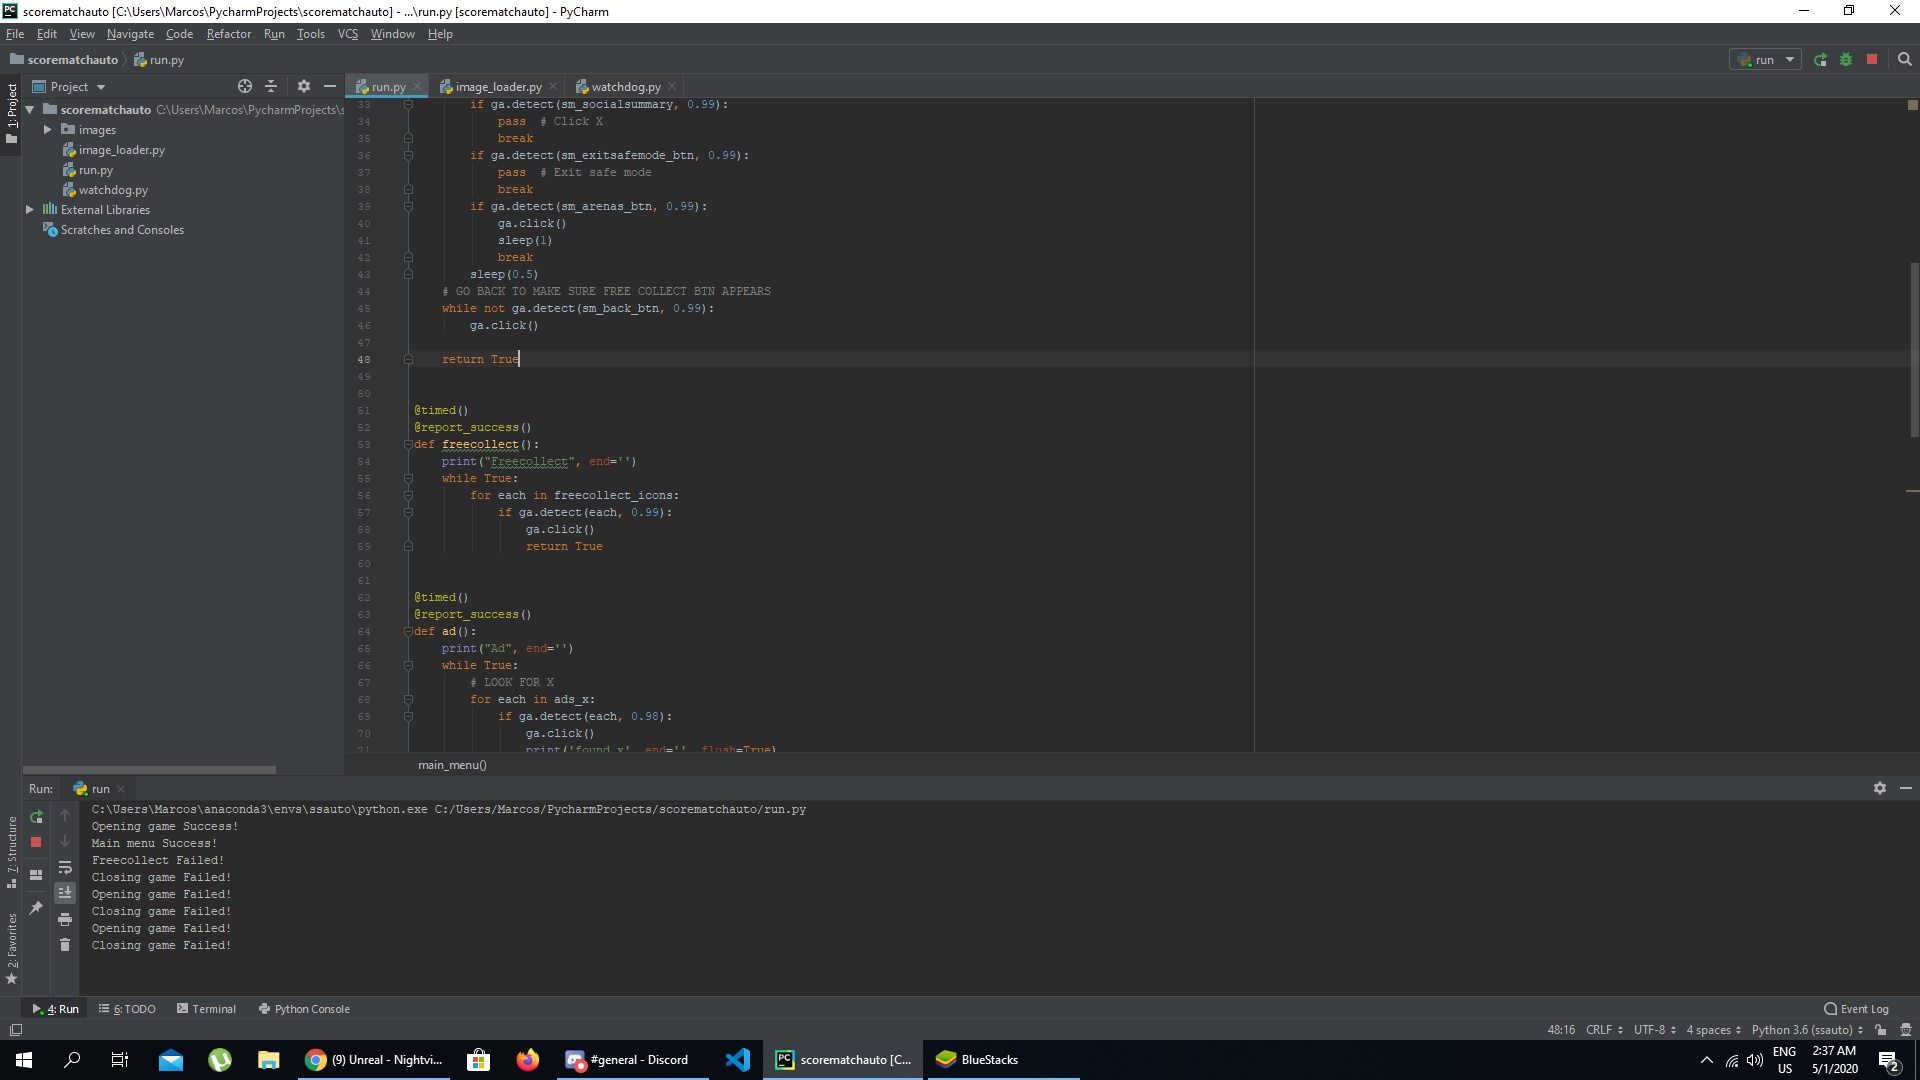 scorematchauto [C:\Users\Marcos\PycharmProjects\scorematchauto] - ...\run.py [scorematchauto] - PyCharm
File Edit View Navigate Code Refactor Run Tools VCS Window Help
scorematchauto run.py run
Project run.py image_loader.py watchdog.py
1: Project
scorematchauto C:\Users\Marcos\PycharmProjects\s
images
image_loader.py
run.py
watchdog.py
External Libraries
Scratches and Consoles
33 if ga.detect(sm_socialsummary, 0.99):
34 pass # Click X
35 break
36 if ga.detect(sm_exitsafemode_btn, 0.99):
37 pass # Exit safe mode
38 break
39 if ga.detect(sm_arenas_btn, 0.99):
40 ga.click()
41 sleep(1)
42 break
43 sleep(0.5)
44 # GO BACK TO MAKE SURE FREE COLLECT BTN APPEARS
45 while not ga.detect(sm_back_btn, 0.99):
46 ga.click()
47
48 return True
49
50
51 @timed()
52 @report_success()
53 def freecollect():
54 print("Freecollect", end='')
55 while True:
56 for each in freecollect_icons:
57 if ga.detect(each, 0.99):
58 ga.click()
59 return True
60
61
62 @timed()
63 @report_success()
64 def ad():
65 print("Ad", end='')
66 while True:
67 # LOOK FOR X
68 for each in ads_x:
69 if ga.detect(each, 0.98):
70 ga.click()
71 print('found x', end='', flush=True)
main_menu()
Run: run
C:\Users\Marcos\anaconda3\envs\ssauto\python.exe C:/Users/Marcos/PycharmProjects/scorematchauto/run.py
Opening game Success!
Main menu Success!
Freecollect Failed!
Closing game Failed!
Opening game Failed!
Closing game Failed!
Opening game Failed!
Closing game Failed!
7: Structure
2: Favorites
4: Run 6: TODO Terminal Python Console Event Log
48:16 CRLF UTF-8 4 spaces Python 3.6 (ssauto)
(9) Unreal - Nightvi... #general - Discord scorematchauto [C... BlueStacks
ENG
US
2:37 AM
5/1/2020
2